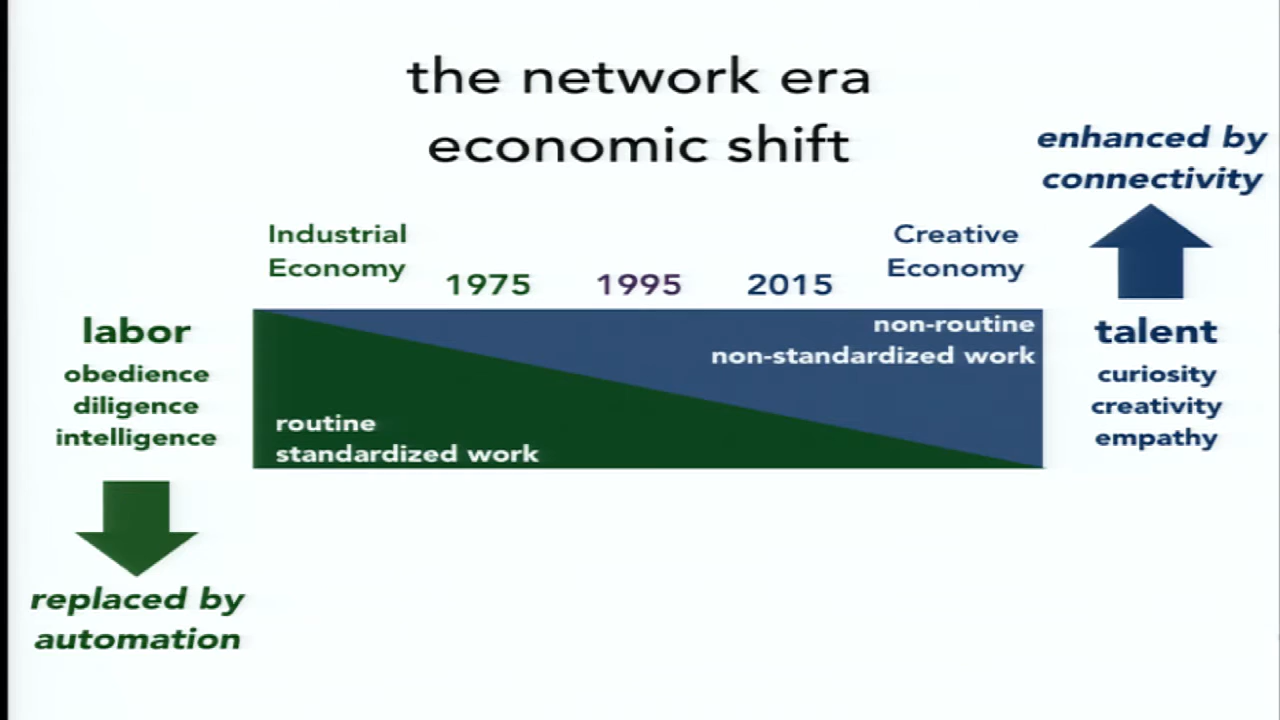 the network era
economic shift
enhanced by
connectivity
Industrial
Economy
1975
1995
2015
Creative
Economy
labor
obedience
diligence
intelligence
non-routine
non-standardized work
routine
standardized work
talent
curiosity
creativity
empathy
replaced by
automation